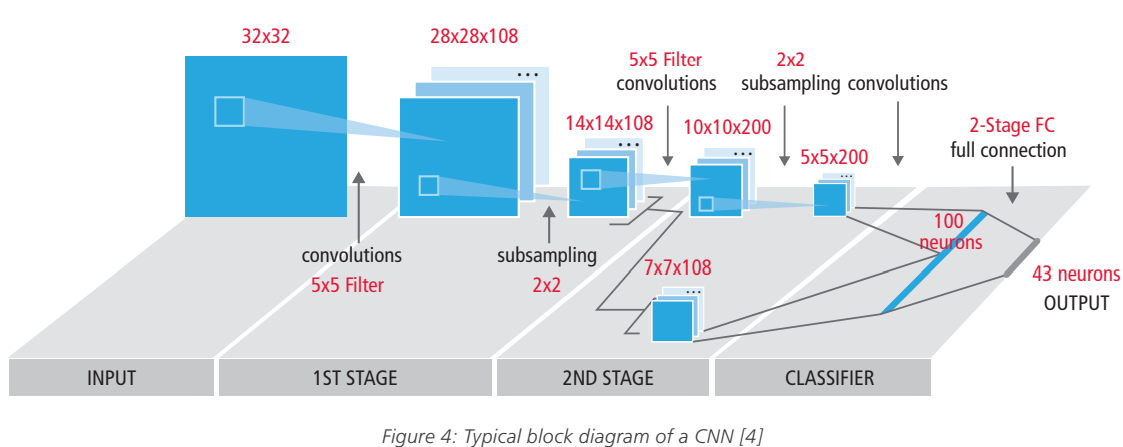 32x32
28x28x108
5x5 Filter
convolutions
2x2
subsampling
convolutions
14x14x108
10x10x200
5x5x200
2-Stage FC
full connection
convolutions
5x5 Filter
subsampling
2x2
7x7x108
100
neurons
43 neurons
OUTPUT
INPUT
1ST STAGE
2ND STAGE
CLASSIFIER
Figure 4: Typical block diagram of a CNN [4]